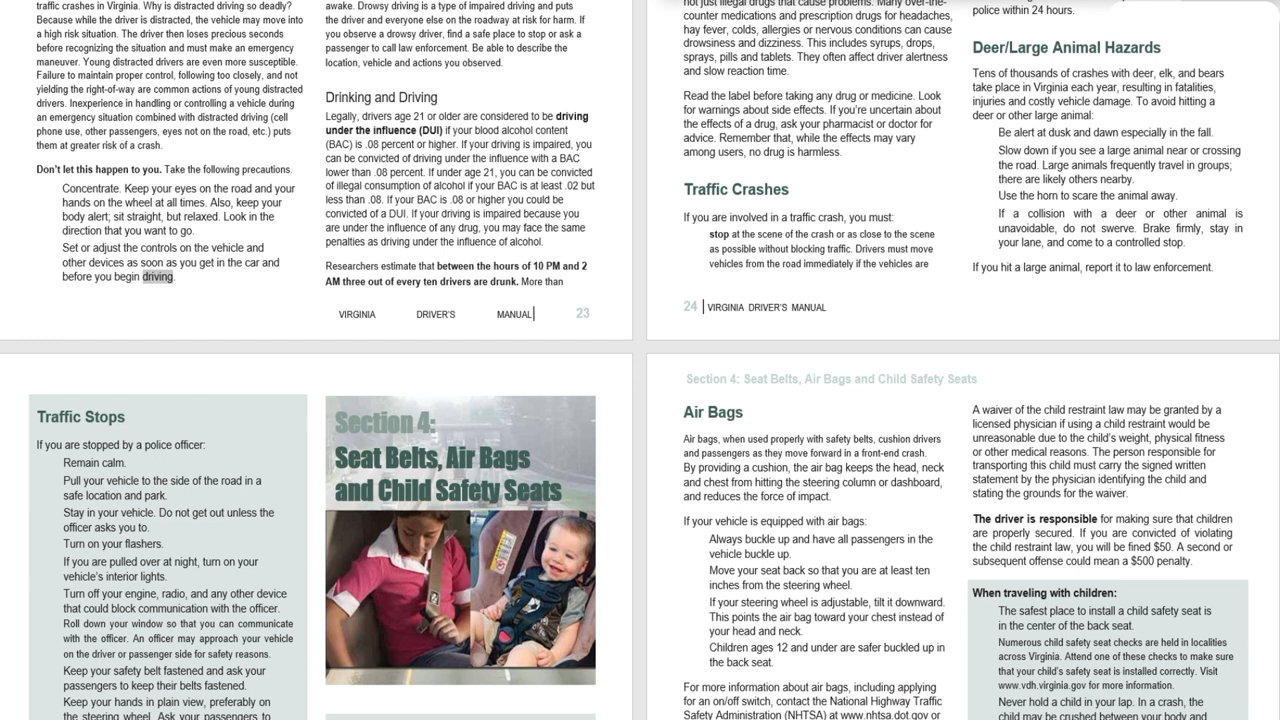 traffic crashes in Virginia. Why is distracted driving so deadly?
Because while the driver is distracted, the vehicle may move into
a high risk situation. The driver then loses precious seconds
before recognizing the situation and must make an emergency
maneuver. Young distracted drivers are even more susceptible.
Failure to maintain proper control, following too closely, and not
yielding the right-of-way are common actions of young distracted
drivers. Inexperience in handling or controlling a vehicle during
an emergency situation combined with distracted driving (cell
phone use, other passengers, eyes not on the road, etc.) puts
them at greater risk of a crash.
Don't let this happen to you. Take the following precautions.
Concentrate. Keep your eyes on the road and your
hands on the wheel at all times. Also, keep your
body alert; sit straight, but relaxed. Look in the
direction that you want to go.
Set or adjust the controls on the vehicle and
other devices as soon as you get in the car and
before you begin driving.
awake. Drowsy driving is a type of impaired driving and puts
the driver and everyone else on the roadway at risk for harm. If
you observe a drowsy driver, find a safe place to stop or ask a
passenger to call law enforcement. Be able to describe the
location, vehicle and actions you observed.
Drinking and Driving
Legally, drivers age 21 or older are considered to be driving
under the influence (DUI) if your blood alcohol content
(BAC) is .08 percent or higher. If your driving is impaired, you
can be convicted of driving under the influence with a BAC
lower than .08 percent. If under age 21, you can be convicted
of illegal consumption of alcohol if your BAC is at least .02 but
less than .08. If your BAC is .08 or higher you could be
convicted of a DUI. If your driving is impaired because you
are under the influence of any drug, you may face the same
penalties as driving under the influence of alcohol.
Researchers estimate that between the hours of 10 PM and 2
AM three out of every ten drivers are drunk. More than
VIRGINIA DRIVER'S MANUAL| 23
not just illegal drugs that cause problems. Many over-the-
counter medications and prescription drugs for headaches,
hay fever, colds, allergies or nervous conditions can cause
drowsiness and dizziness. This includes syrups, drops,
sprays, pills and tablets. They often affect driver alertness
and slow reaction time.
Read the label before taking any drug or medicine. Look
for warnings about side effects. If you're uncertain about
the effects of a drug, ask your pharmacist or doctor for
advice. Remember that, while the effects may vary
among users, no drug is harmless.
Traffic Crashes
If you are involved in a traffic crash, you must:
stop at the scene of the crash or as close to the scene
as possible without blocking traffic. Drivers must move
vehicles from the road immediately if the vehicles are
24 | VIRGINIA DRIVER'S MANUAL
police within 24 hours.
Deer/Large Animal Hazards
Tens of thousands of crashes with deer, elk, and bears
take place in Virginia each year, resulting in fatalities,
injuries and costly vehicle damage. To avoid hitting a
deer or other large animal:
Be alert at dusk and dawn especially in the fall.
Slow down if you see a large animal near or crossing
the road. Large animals frequently travel in groups;
there are likely others nearby.
Use the horn to scare the animal away.
If a collision with a deer or other animal is
unavoidable, do not swerve. Brake firmly, stay in
your lane, and come to a controlled stop.
If you hit a large animal, report it to law enforcement.
Traffic Stops
If you are stopped by a police officer:
Remain calm.
Pull your vehicle to the side of the road in a
safe location and park.
Stay in your vehicle. Do not get out unless the
officer asks you to.
Turn on your flashers.
If you are pulled over at night, turn on your
vehicle's interior lights.
Turn off your engine, radio, and any other device
that could block communication with the officer.
Roll down your window so that you can communicate
with the officer. An officer may approach your vehicle
on the driver or passenger side for safety reasons.
Keep your safety belt fastened and ask your
passengers to keep their belts fastened.
Keep your hands in plain view, preferably on
the steering wheel. Ask your passengers to
Section 4:
Seat Belts, Air Bags
and Child Safety Seats
Section 4: Seat Belts, Air Bags and Child Safety Seats
Air Bags
Air bags, when used properly with safety belts, cushion drivers
and passengers as they move forward in a front-end crash.
By providing a cushion, the air bag keeps the head, neck
and chest from hitting the steering column or dashboard,
and reduces the force of impact.
If your vehicle is equipped with air bags:
Always buckle up and have all passengers in the
vehicle buckle up.
Move your seat back so that you are at least ten
inches from the steering wheel.
If your steering wheel is adjustable, tilt it downward.
This points the air bag toward your chest instead of
your head and neck.
Children ages 12 and under are safer buckled up in
the back seat.
For more information about air bags, including applying
for an on/off switch, contact the National Highway Traffic
Safety Administration (NHTSA) at www.nhtsa.dot.gov or
A waiver of the child restraint law may be granted by a
licensed physician if using a child restraint would be
unreasonable due to the child's weight, physical fitness
or other medical reasons. The person responsible for
transporting this child must carry the signed written
statement by the physician identifying the child and
stating the grounds for the waiver.
The driver is responsible for making sure that children
are properly secured. If you are convicted of violating
the child restraint law, you will be fined $50. A second or
subsequent offense could mean a $500 penalty.
When traveling with children:
The safest place to install a child safety seat is
in the center of the back seat.
Numerous child safety seat checks are held in localities
across Virginia. Attend one of these checks to make sure
that your child's safety seat is installed correctly. Visit
www.vdh.virginia.gov for more information.
Never hold a child in your lap. In a crash, the
child may be crushed between your body and